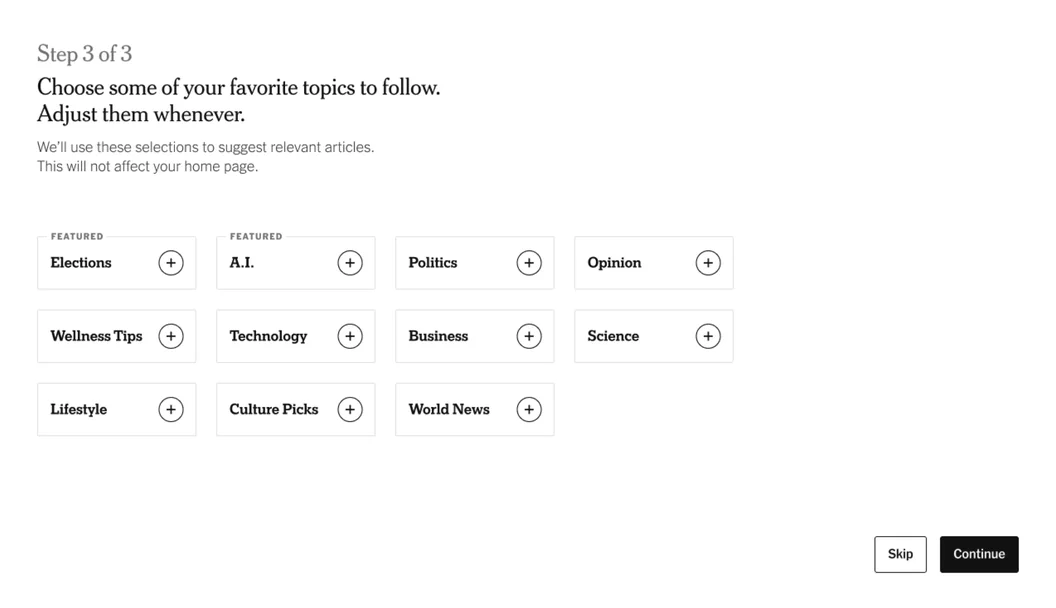 Step 3 of 3
Choose some of your favorite topics to follow.
Adjust them whenever.
We'll use these selections to suggest relevant articles.
This will not affect your home page.
FEATURED
Elections
FEATURED
A.I.
Politics
Opinion
Wellness Tips
Technology
Business
Science
Lifestyle
Culture Picks
World News
Skip
Continue